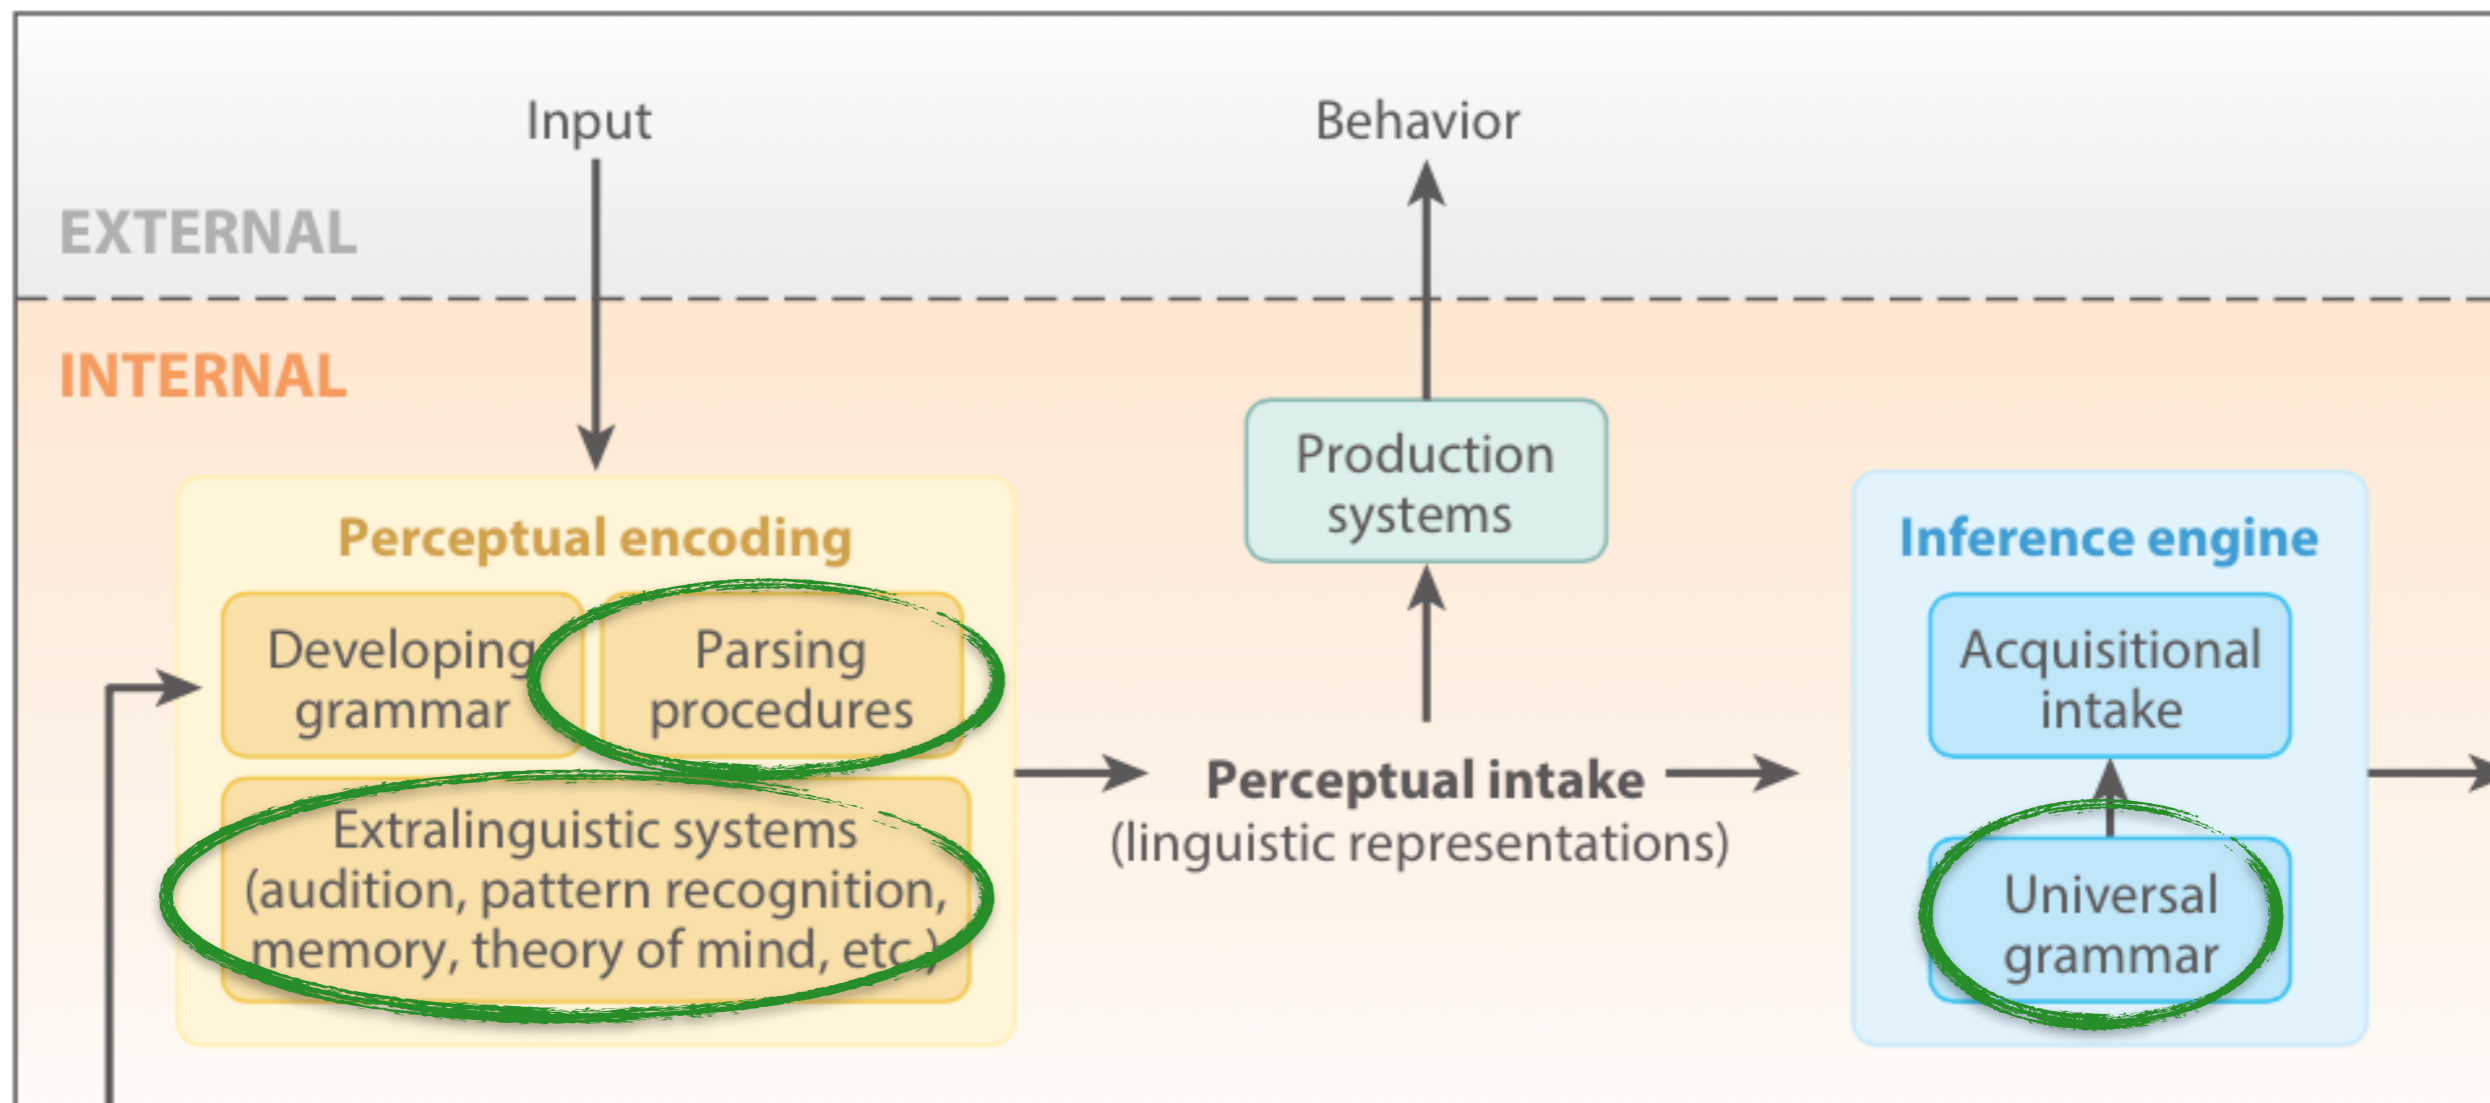 Input
Behavior
EXTERNAL
INTERNAL
Perceptual encoding
Developing
grammar
Parsing
procedures
Extralinguistic systems
(audition, pattern recognition,
memory, theory of mind, etc.)
Production
systems
Perceptual intake
(linguistic representations)
Inference engine
Acquisitional
intake
Universal
grammar